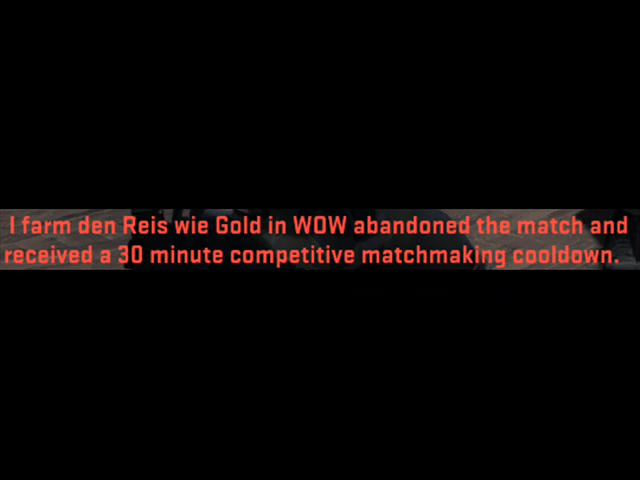 I farm den Reis wie Gold in WOW abandoned the match and
received a 30 minute competitive matchmaking cooldown.